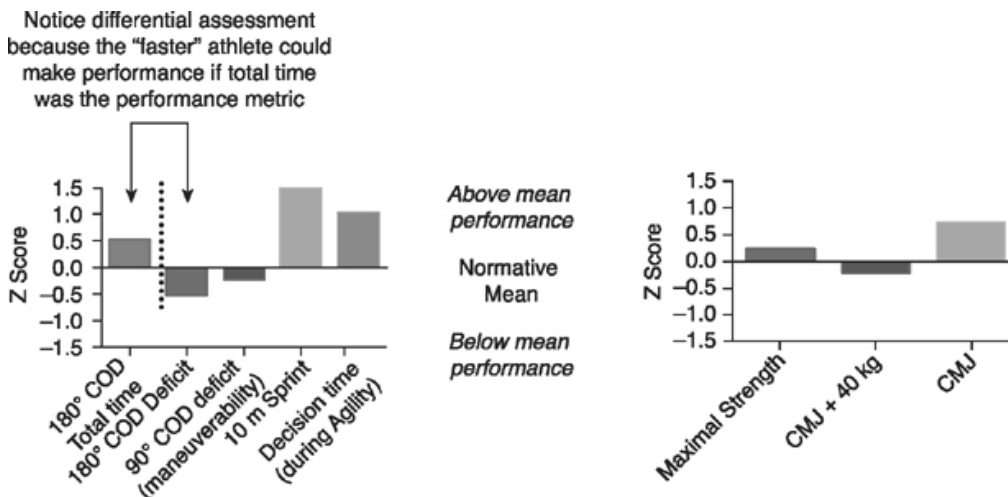 Notice differential assessment
because the “faster” athlete could
make performance if total time
was the performance metric
Z Score
1.5
1.0
0.5
0.0
–0.5
–1.0
–1.5
180° COD
Total time
180° COD Deficit
90° COD deficit
(maneuverability)
10 m Sprint
Decision time
(during Agility)
Above mean
performance
Normative
Mean
Below mean
performance
Z Score
1.5
1.0
0.5
0.0
–0.5
–1.0
–1.5
Maximal Strength
CMJ + 40 kg
CMJ